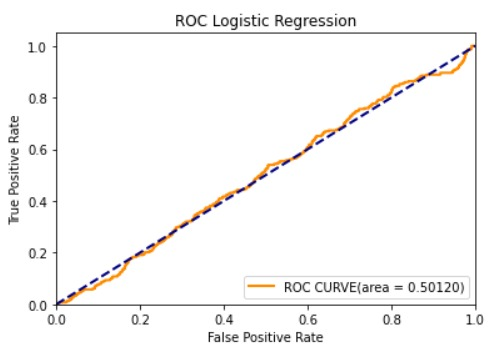 ROC Logistic Regression
1.0
0.8
0.6
0.4
0.2
0.0
True Positive Rate
ROC CURVE(area = 0.50120)
0.0 0.2 0.4 0.6 0.8 1.0
False Positive Rate